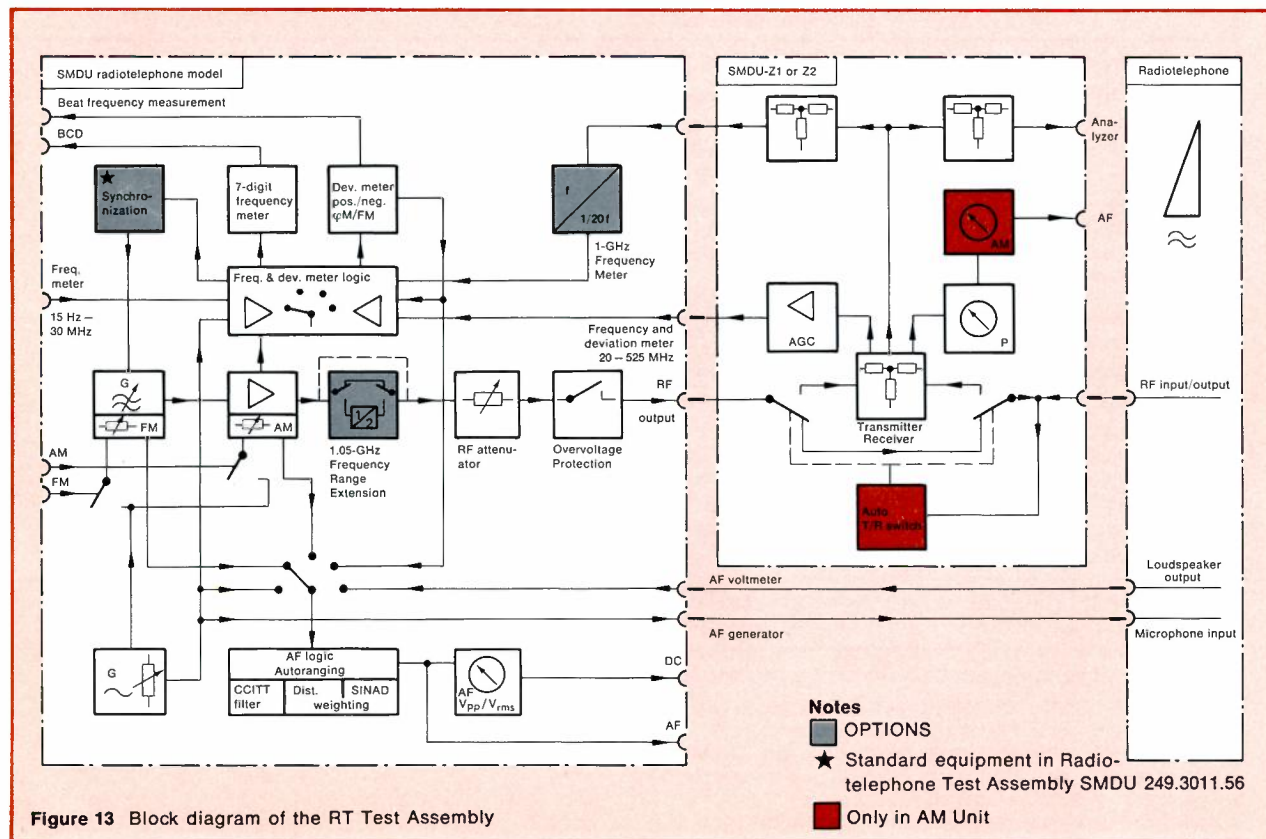 SMDU radiotelephone model
SMDU-Z1 or Z2
Radiotelephone
Beat frequency measurement
BCD
★
Synchro-
nization
7-digit
frequency
meter
Dev. meter
pos./neg.
φM/FM
f
1/20 f
1-GHz
Frequency
Meter
Ana-
lyzer
AM
AF
Freq.
meter
15 Hz –
30 MHz
Freq. & dev. meter logic
Frequency and
deviation meter
20 – 525 MHz
AGC
P
G
FM
AM
1/2
1.05-GHz
Frequency
Range
Extension
RF attenu-
ator
Overvoltage
Protection
RF
output
Transmitter
Receiver
RF input/output
AM
FM
Auto
T/R switch
AF voltmeter
Loudspeaker
output
AF generator
Microphone input
G
AF logic
Autoranging
CCITT
filter
Dist. SINAD
weighting
AF
Vpp/Vrms
DC
AF
Notes
OPTIONS
★ Standard equipment in Radio-
telephone Test Assembly SMDU 249.3011.56
Only in AM Unit
Figure 13 Block diagram of the RT Test Assembly